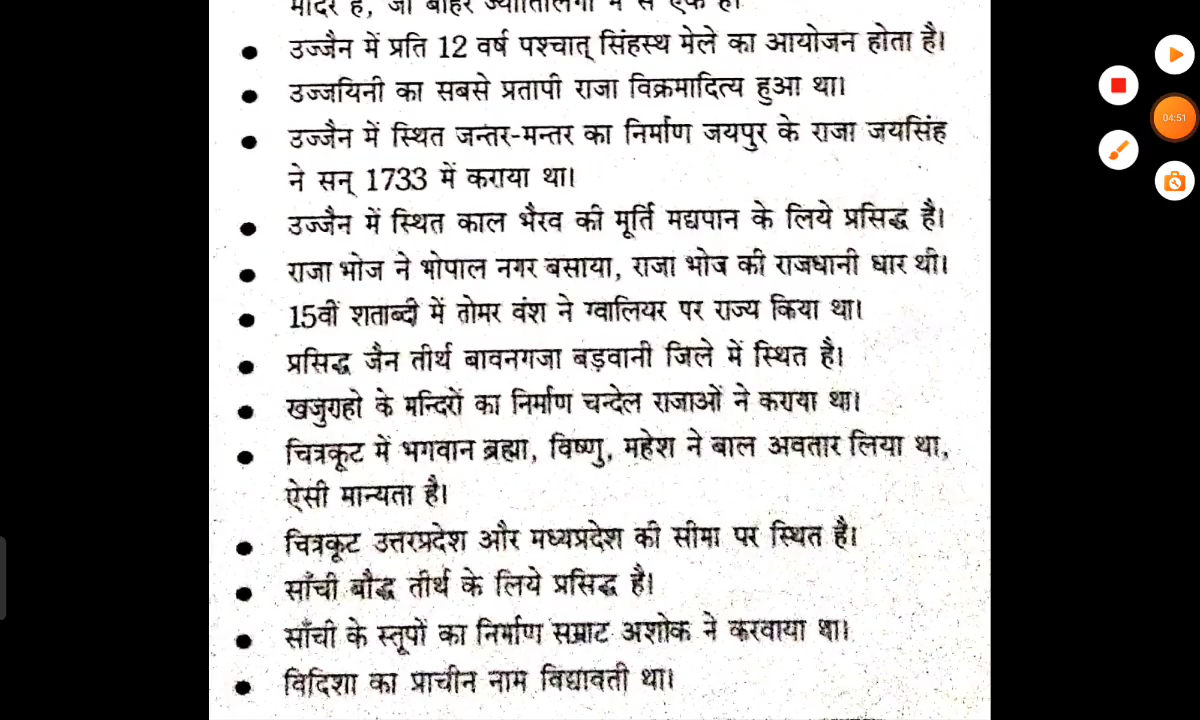 मंदिर है, जो बारह ज्योतिर्लिंगों में से एक है।
• उज्जैन में प्रति 12 वर्ष पश्चात् सिंहस्थ मेले का आयोजन होता है।
• उज्जयिनी का सबसे प्रतापी राजा विक्रमादित्य हुआ था।
• उज्जैन में स्थित जन्तर-मन्तर का निर्माण जयपुर के राजा जयसिंह
ने सन् 1733 में कराया था।
• उज्जैन में स्थित काल भैरव की मूर्ति मद्यपान के लिये प्रसिद्ध है।
• राजा भोज ने भोपाल नगर बसाया, राजा भोज की राजधानी धार थी।
• 15वीं शताब्दी में तोमर वंश ने ग्वालियर पर राज्य किया था।
• प्रसिद्ध जैन तीर्थ बावनगजा बड़वानी जिले में स्थित है।
• खजुराहो के मन्दिरों का निर्माण चन्देल राजाओं ने कराया था।
• चित्रकूट में भगवान ब्रह्मा, विष्णु, महेश ने बाल अवतार लिया था,
ऐसी मान्यता है।
• चित्रकूट उत्तरप्रदेश और मध्यप्रदेश की सीमा पर स्थित है।
• साँची बौद्ध तीर्थ के लिये प्रसिद्ध है।
• साँची के स्तूपों का निर्माण सम्राट अशोक ने करवाया था।
• विदिशा का प्राचीन नाम विद्यावती था।
04:51